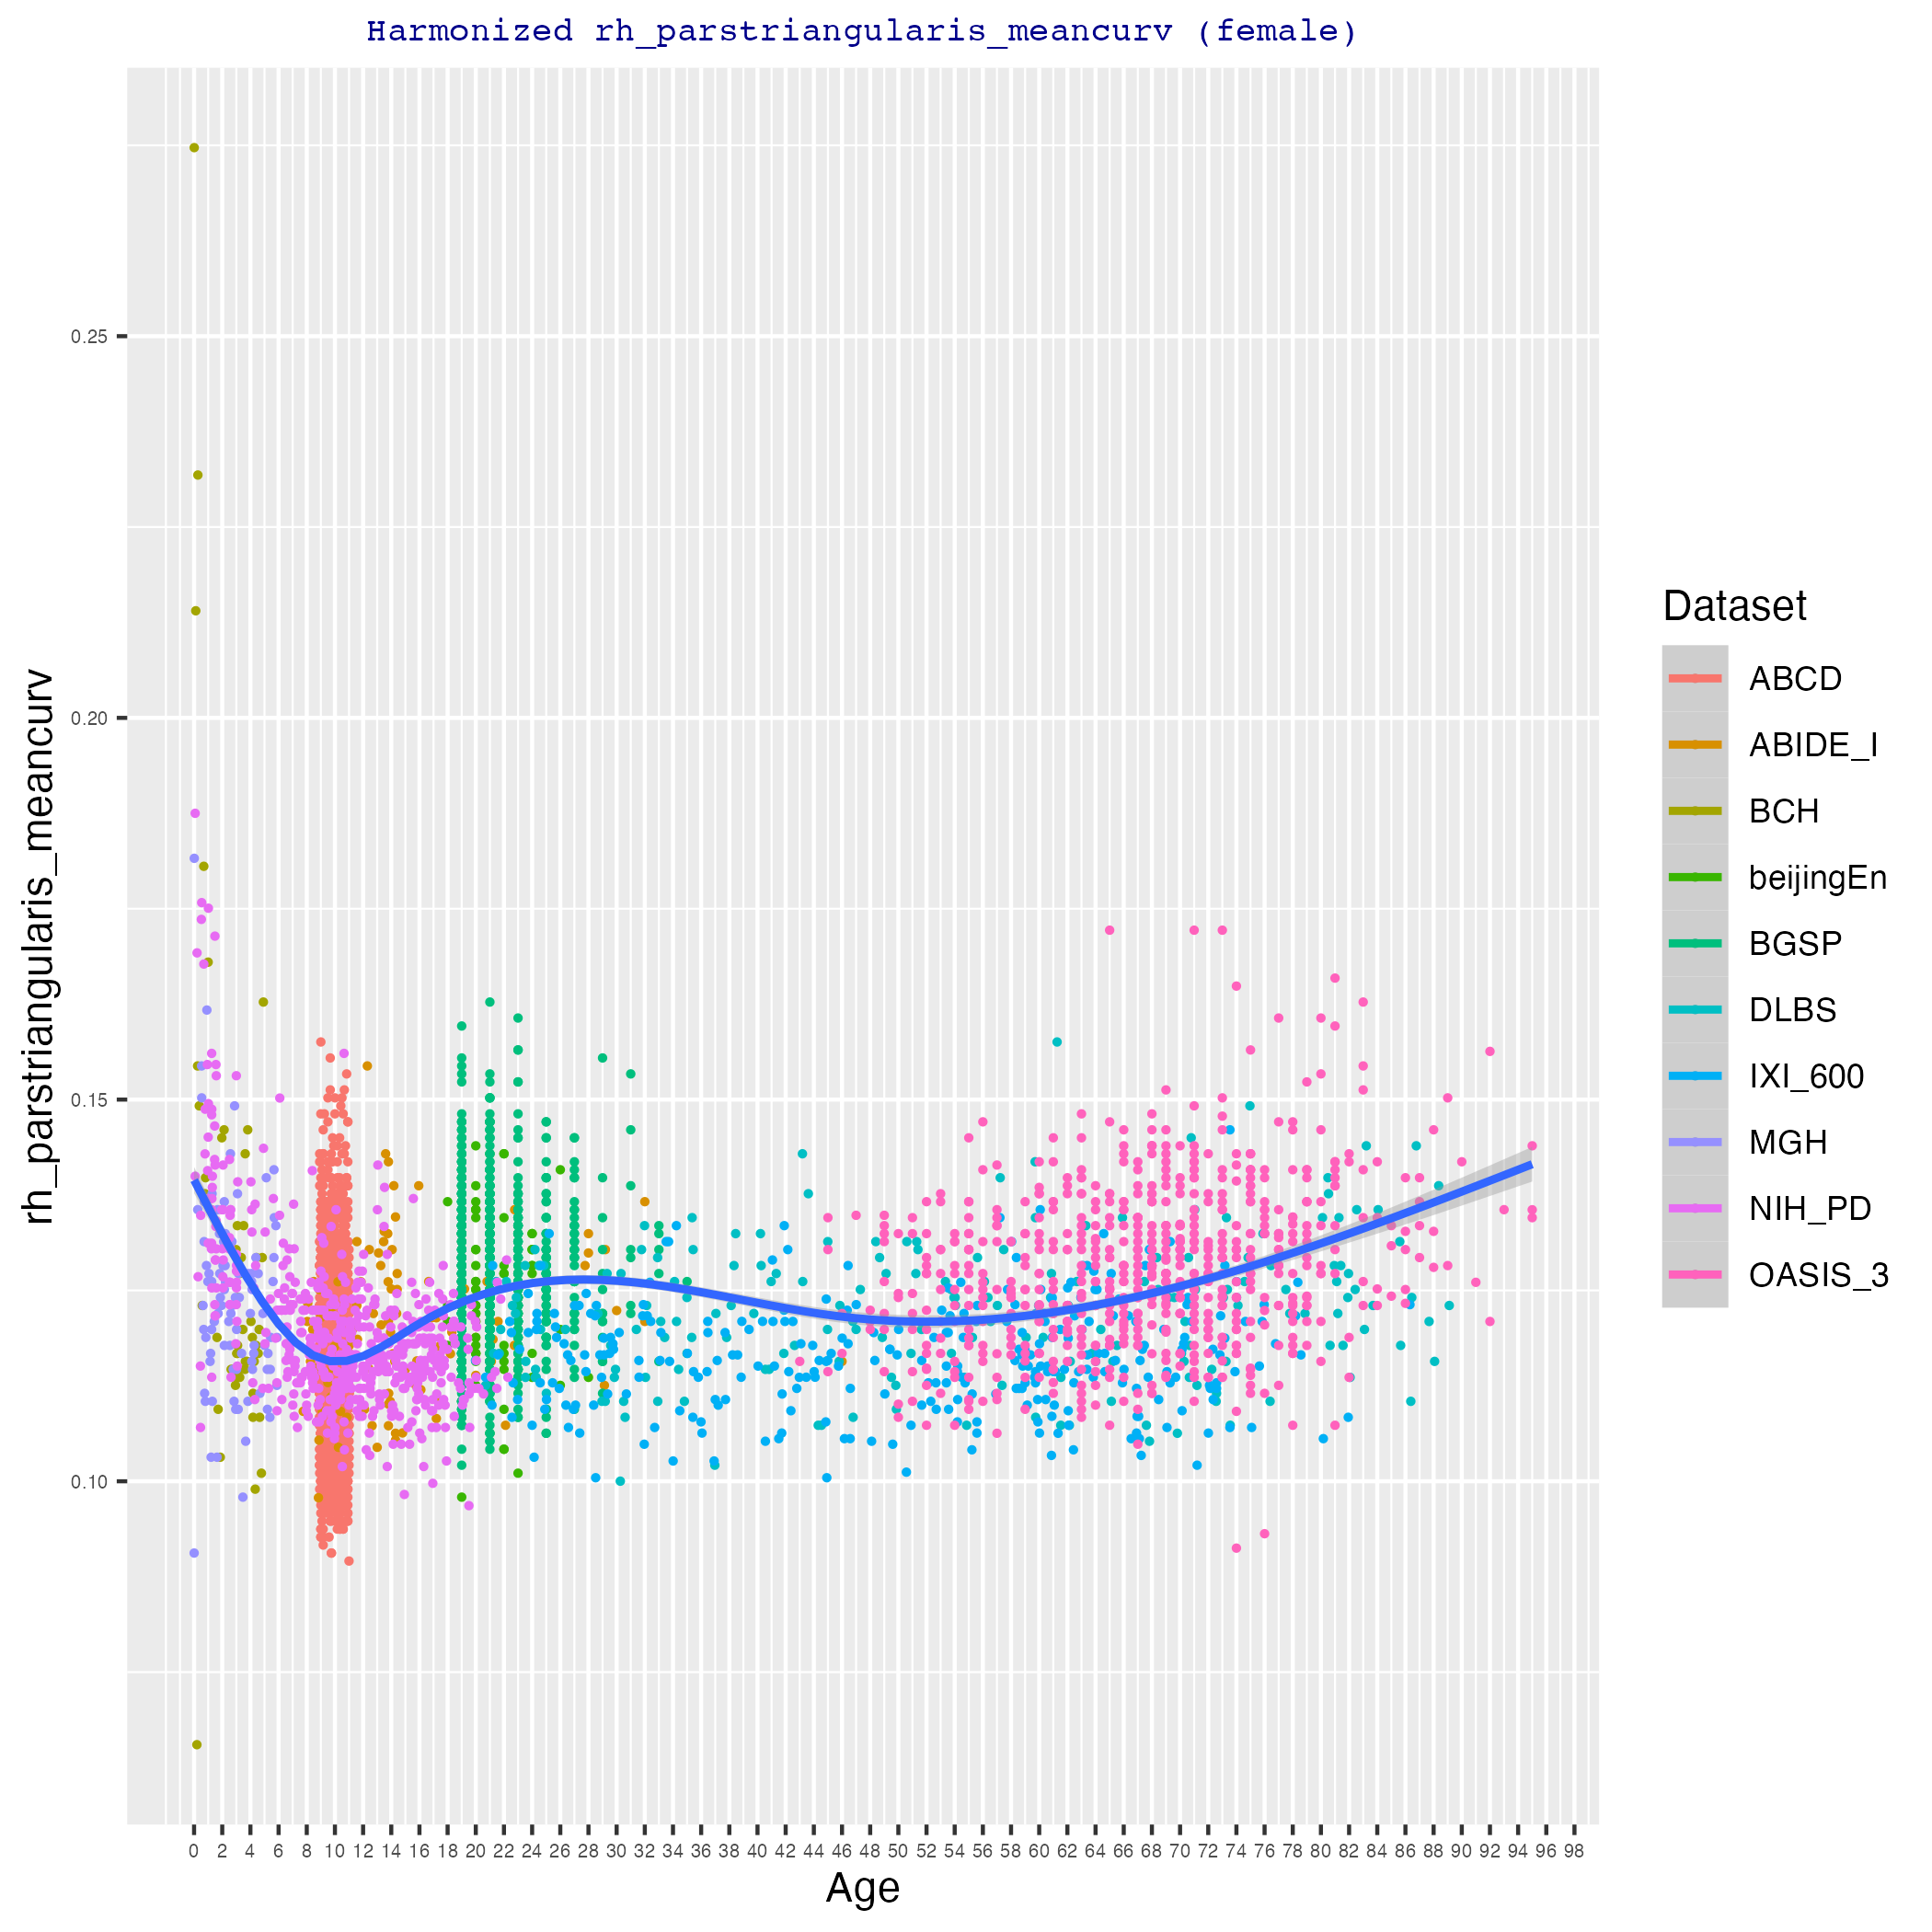 Harmonized rh_parstriangularis_meancurv (female)
rh_parstriangularis_meancurv
0.25
0.20
0.15
0.10
0 2 4 6 8 10 12 14 16 18 20 22 24 26 28 30 32 34 36 38 40 42 44 46 48 50 52 54 56 58 60 62 64 66 68 70 72 74 76 78 80 82 84 86 88 90 92 94 96 98
Age
Dataset
ABCD
ABIDE_I
BCH
beijingEn
BGSP
DLBS
IXI_600
MGH
NIH_PD
OASIS_3